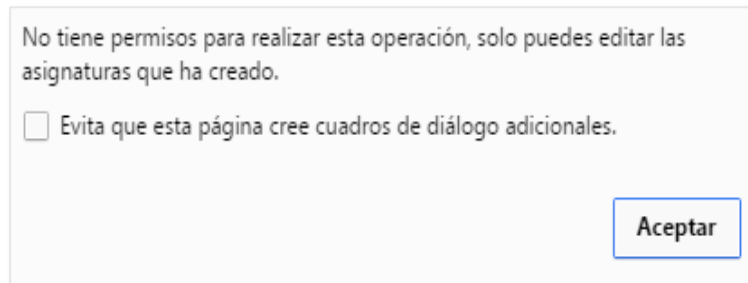 No tiene permisos para realizar esta operación, solo puedes editar las
asignaturas que ha creado.
Evita que esta página cree cuadros de diálogo adicionales.
Aceptar